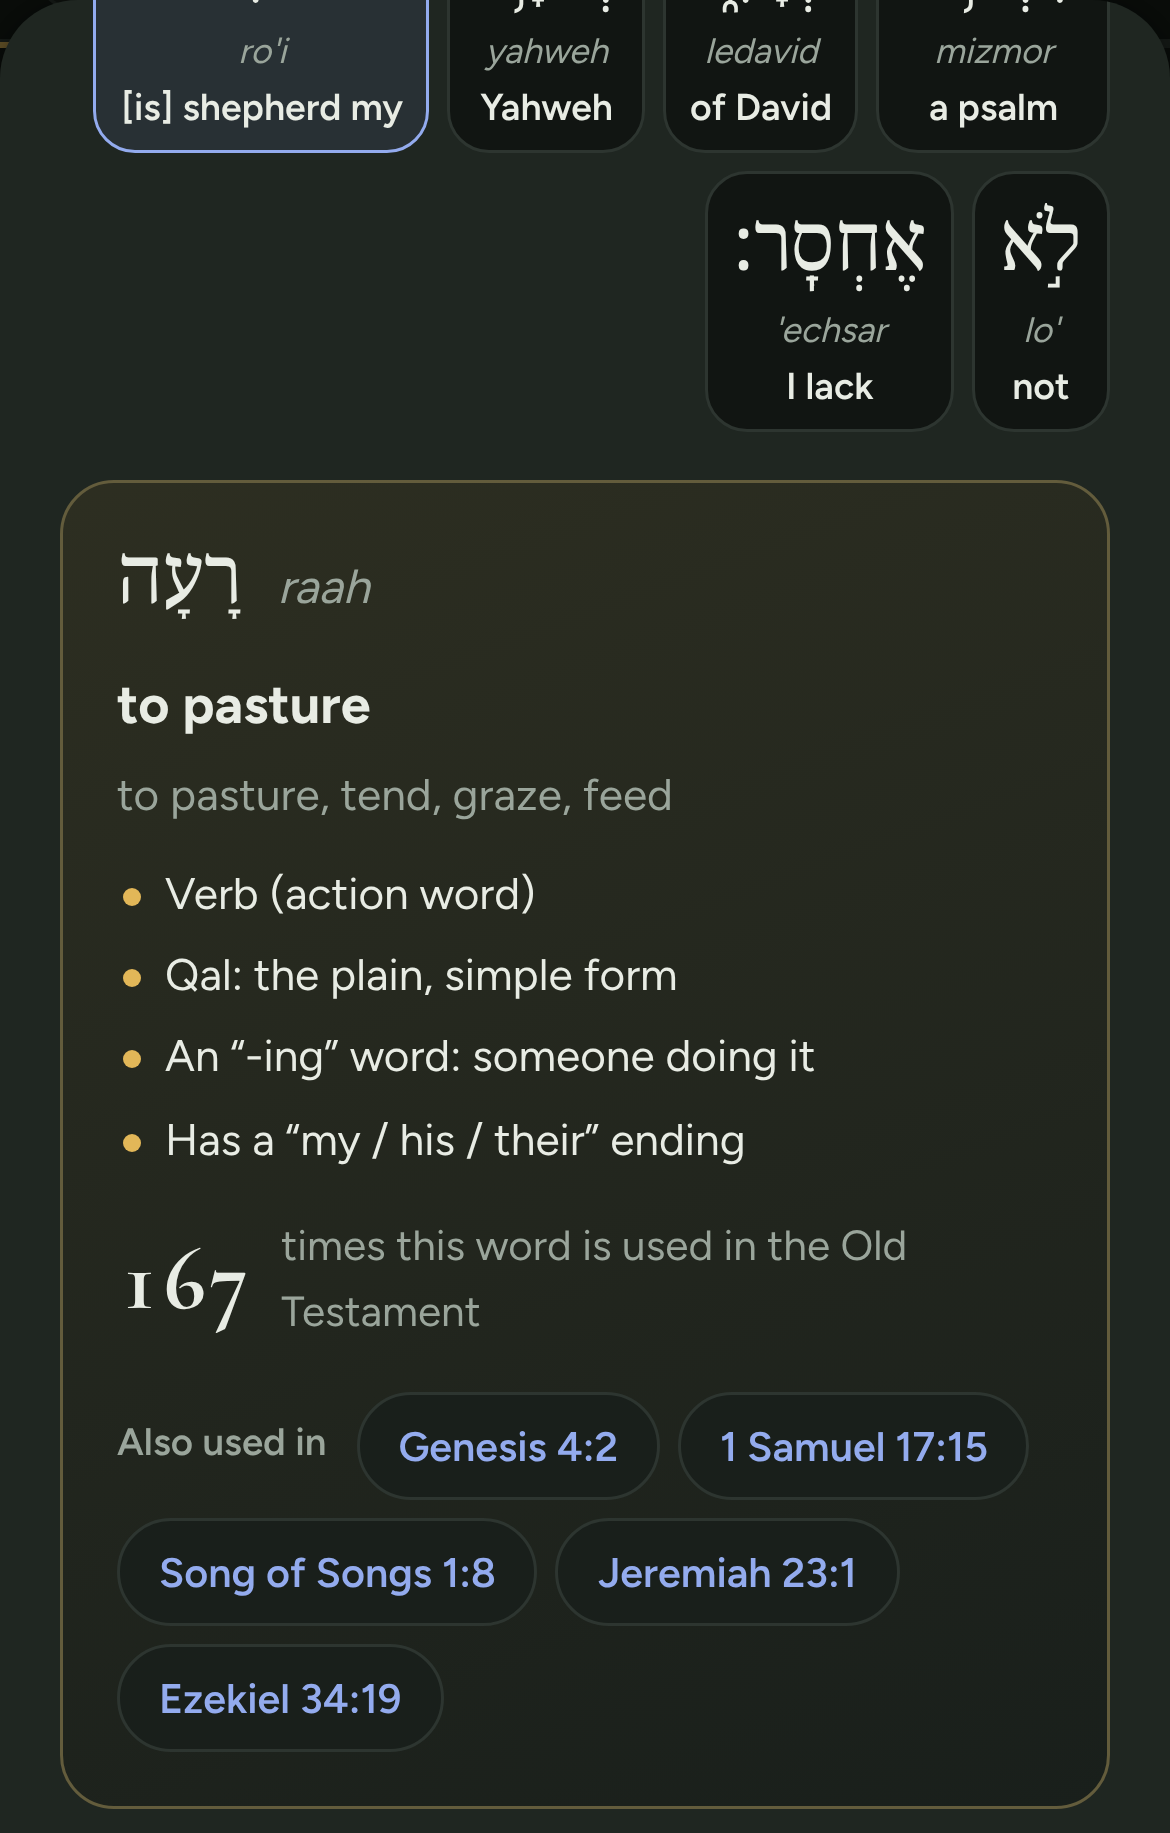 ro'i yahweh ledavid mizmor
[is] shepherd my Yahweh of David a psalm
אֶחְסָר׃ לֹ֣א
'echsar lo'
I lack not
רָעָה raah
to pasture
to pasture, tend, graze, feed
Verb (action word)
Qal: the plain, simple form
An “-ing” word: someone doing it
Has a “my / his / their” ending
167 times this word is used in the Old
Testament
Also used in Genesis 4:2 1 Samuel 17:15
Song of Songs 1:8 Jeremiah 23:1
Ezekiel 34:19